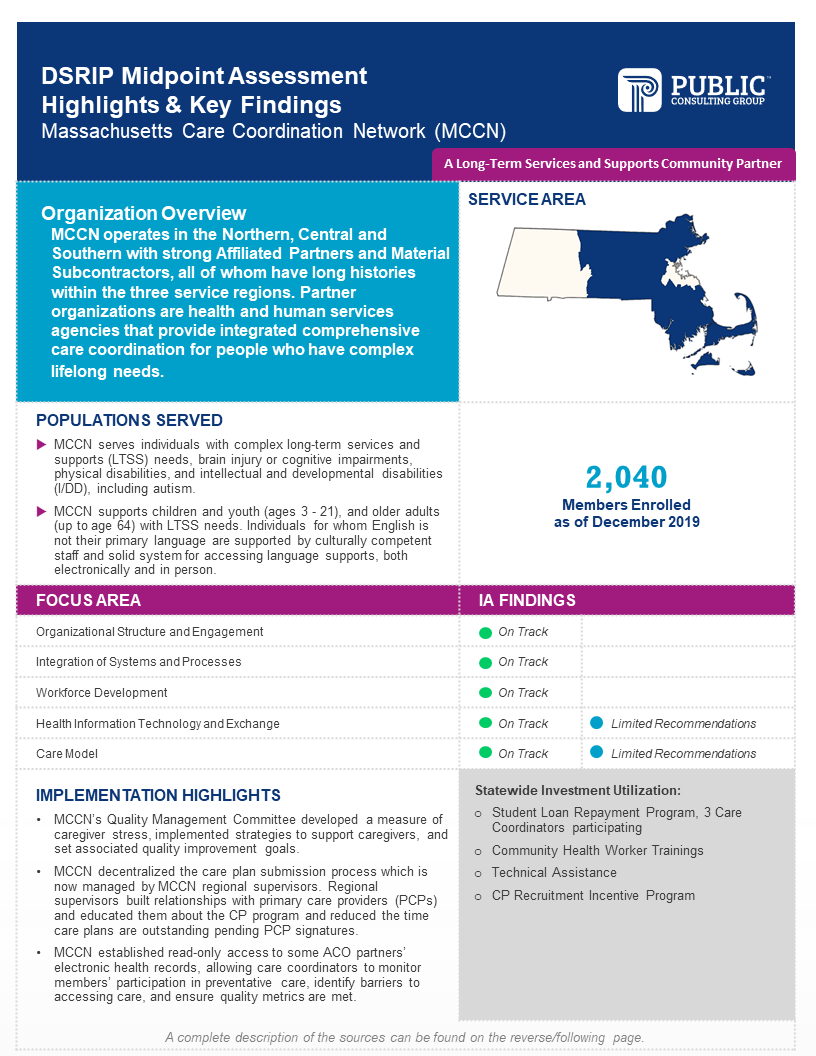 DSRIP Midpoint Assessment
Highlights & Key Findings
Massachusetts Care Coordination Network (MCCN)
PUBLIC™
CONSULTING GROUP
A Long-Term Services and Supports Community Partner
Organization Overview
MCCN operates in the Northern, Central and
Southern with strong Affiliated Partners and Material
Subcontractors, all of whom have long histories
within the three service regions. Partner
organizations are health and human services
agencies that provide integrated comprehensive
care coordination for people who have complex
lifelong needs.
SERVICE AREA
POPULATIONS SERVED
MCCN serves individuals with complex long-term services and
supports (LTSS) needs, brain injury or cognitive impairments,
physical disabilities, and intellectual and developmental disabilities
(I/DD), including autism.
MCCN supports children and youth (ages 3 - 21), and older adults
(up to age 64) with LTSS needs. Individuals for whom English is
not their primary language are supported by culturally competent
staff and solid system for accessing language supports, both
electronically and in person.
2,040
Members Enrolled
as of December 2019
FOCUS AREA IA FINDINGS
Organizational Structure and Engagement On Track
Integration of Systems and Processes On Track
Workforce Development On Track
Health Information Technology and Exchange On Track Limited Recommendations
Care Model On Track Limited Recommendations
IMPLEMENTATION HIGHLIGHTS
• MCCN's Quality Management Committee developed a measure of
caregiver stress, implemented strategies to support caregivers, and
set associated quality improvement goals.
• MCCN decentralized the care plan submission process which is
now managed by MCCN regional supervisors. Regional
supervisors built relationships with primary care providers (PCPs)
and educated them about the CP program and reduced the time
care plans are outstanding pending PCP signatures.
• MCCN established read-only access to some ACO partners'
electronic health records, allowing care coordinators to monitor
members' participation in preventative care, identify barriers to
accessing care, and ensure quality metrics are met.
Statewide Investment Utilization:
o Student Loan Repayment Program, 3 Care
Coordinators participating
o Community Health Worker Trainings
o Technical Assistance
o CP Recruitment Incentive Program
A complete description of the sources can be found on the reverse/following page.